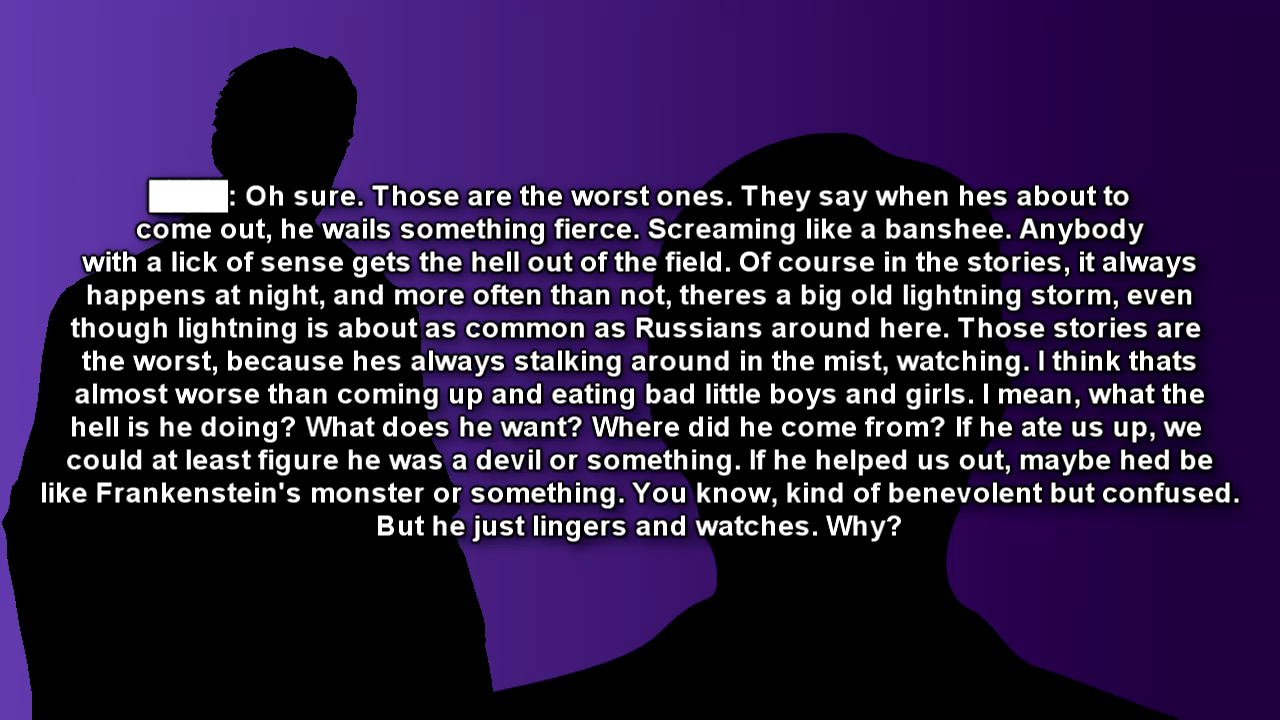 : Oh sure. Those are the worst ones. They say when hes about to
come out, he wails something fierce. Screaming like a banshee. Anybody
with a lick of sense gets the hell out of the field. Of course in the stories, it always
happens at night, and more often than not, theres a big old lightning storm, even
though lightning is about as common as Russians around here. Those stories are
the worst, because hes always stalking around in the mist, watching. I think thats
almost worse than coming up and eating bad little boys and girls. I mean, what the
hell is he doing? What does he want? Where did he come from? If he ate us up, we
could at least figure he was a devil or something. If he helped us out, maybe hed be
like Frankenstein's monster or something. You know, kind of benevolent but confused.
But he just lingers and watches. Why?